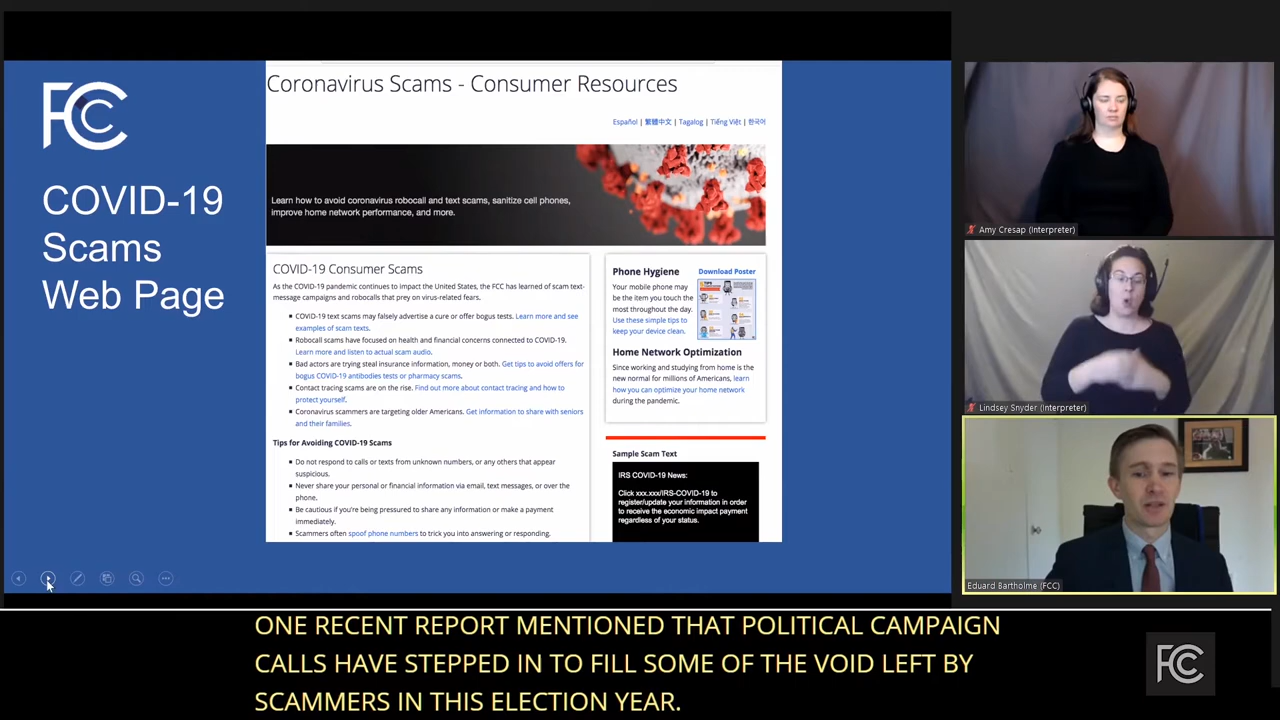 FCC
COVID-19
Scams
Web Page
Coronavirus Scams - Consumer Resources
Español | 繁體中文 | Tagalog | Tiếng Việt | 한국어
Learn how to avoid coronavirus robocall and text scams, sanitize cell phones,
improve home network performance, and more.
COVID-19 Consumer Scams
As the COVID-19 pandemic continues to impact the United States, the FCC has learned of scam text-
message campaigns and robocalls that prey on virus-related fears.
COVID-19 text scams may falsely advertise a cure or offer bogus tests. Learn more and see
examples of scam texts.
Robocall scams have focused on health and financial concerns connected to COVID-19.
Learn more and listen to actual scam audio.
Bad actors are trying steal insurance information, money or both. Get tips to avoid offers for
bogus COVID-19 antibodies tests or pharmacy scams.
Contact tracing scams are on the rise. Find out more about contact tracing and how to
protect yourself.
Coronavirus scammers are targeting older Americans. Get information to share with seniors
and their families.
Tips for Avoiding COVID-19 Scams
Do not respond to calls or texts from unknown numbers, or any others that appear
suspicious.
Never share your personal or financial information via email, text messages, or over the
phone.
Be cautious if you're being pressured to share any information or make a payment
immediately.
Scammers often spoof phone numbers to trick you into answering or responding.
Phone Hygiene
Download Poster
Your mobile phone may
be the item you touch the
most throughout the day.
Use these simple tips to
keep your device clean.
Home Network Optimization
Since working and studying from home is the
new normal for millions of Americans, learn
how you can optimize your home network
during the pandemic.
Sample Scam Text
IRS COVID-19 News:
Click xxx.xxx/IRS-COVID-19 to
register/update your information in order
to receive the economic impact payment
regardless of your status.
Amy Cresap (Interpreter)
Lindsey Snyder (Interpreter)
Eduard Bartholme (FCC)
ONE RECENT REPORT MENTIONED THAT POLITICAL CAMPAIGN
CALLS HAVE STEPPED IN TO FILL SOME OF THE VOID LEFT BY
SCAMMERS IN THIS ELECTION YEAR.
FCC